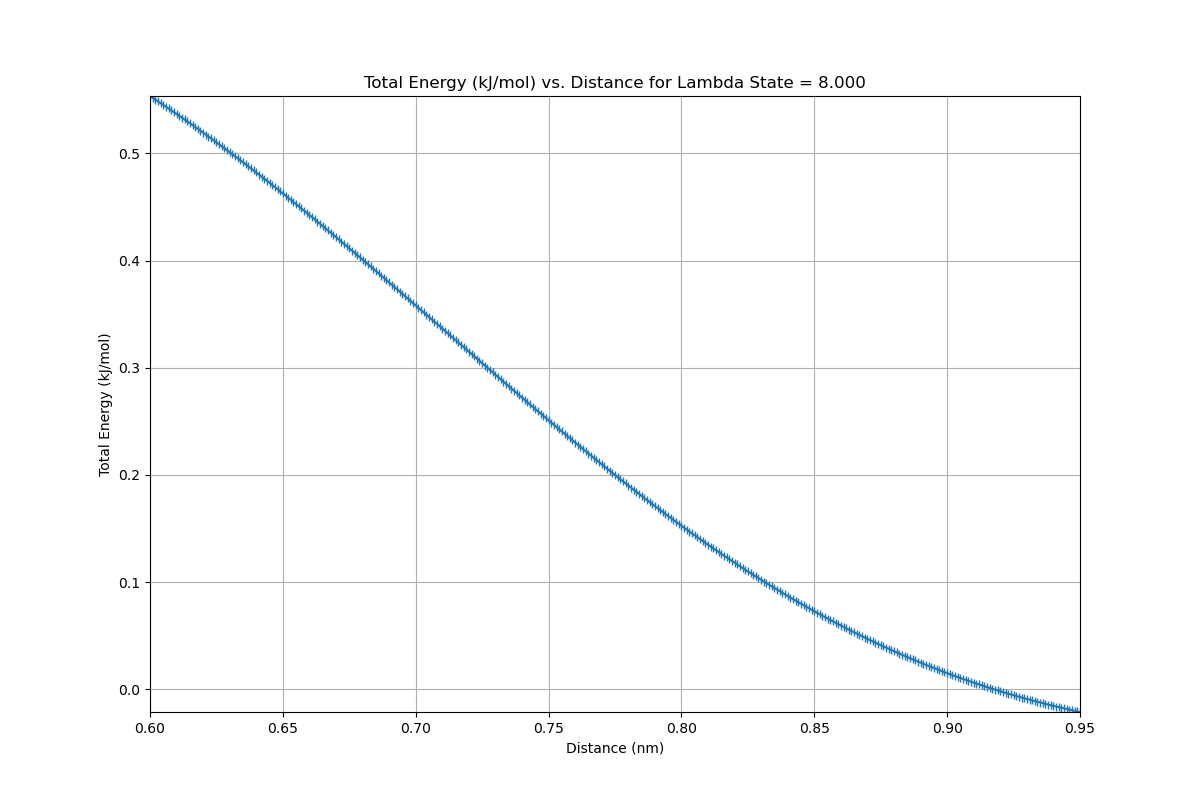 Total Energy (kJ/mol) vs. Distance for Lambda State = 8.000
Total Energy (kJ/mol)
0.5
0.4
0.3
0.2
0.1
0.0
0.60 0.65 0.70 0.75 0.80 0.85 0.90 0.95
Distance (nm)